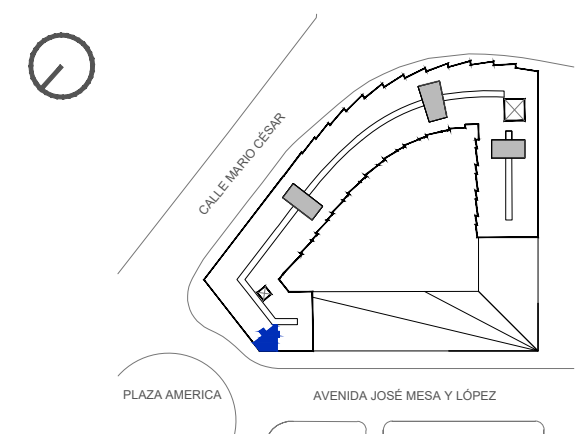 CALLE MARIO CÉSAR
PLAZA AMERICA
AVENIDA JOSÉ MESA Y LÓPEZ